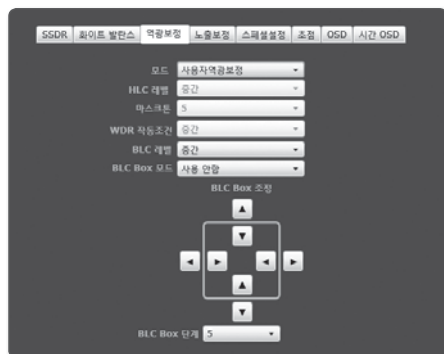 SSDR 화이트 발란스 역광보정 노출보정 스페셜설정 초점 OSD 시간 OSD
모드 사용자역광보정
HLC 레벨 중간
마스크톤 5
WDR 자동조건 중간
BLC 레벨 중간
BLC Box 모드 사용 안함
BLC Box 조정
▲
▼
◄ ► ◄ ►
▲
▼
BLC Box 단계 5